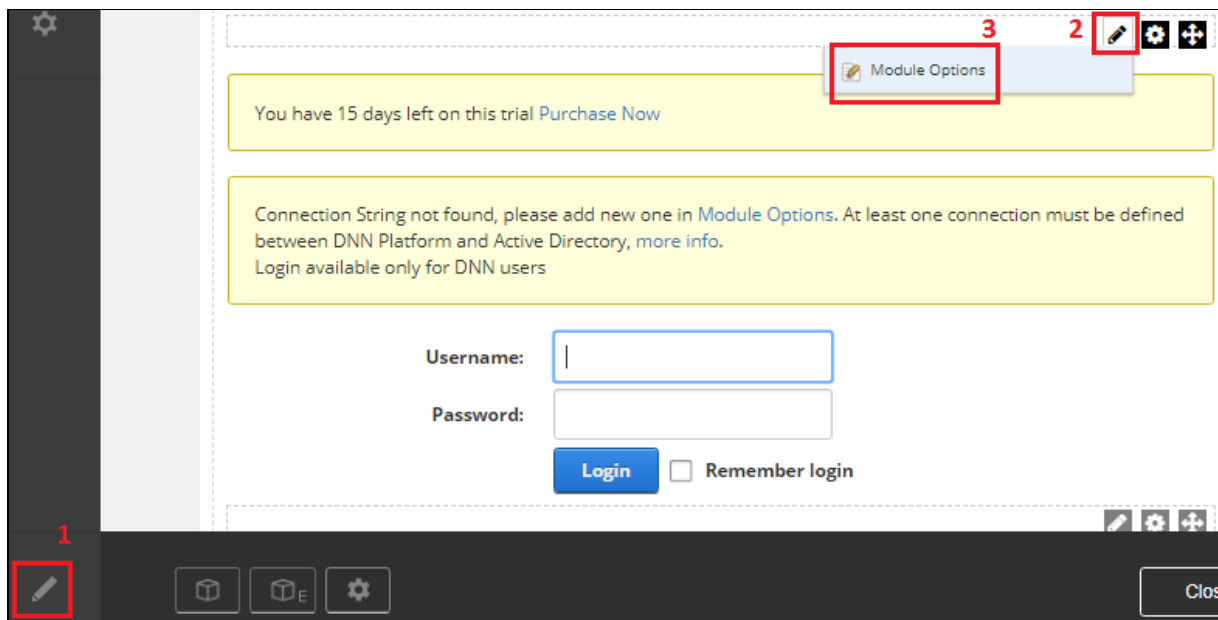 3
2
Module Options
You have 15 days left on this trial Purchase Now
Connection String not found, please add new one in Module Options. At least one connection must be defined
between DNN Platform and Active Directory, more info.
Login available only for DNN users
Username:
Password:
Login
Remember login
1
E
Clos